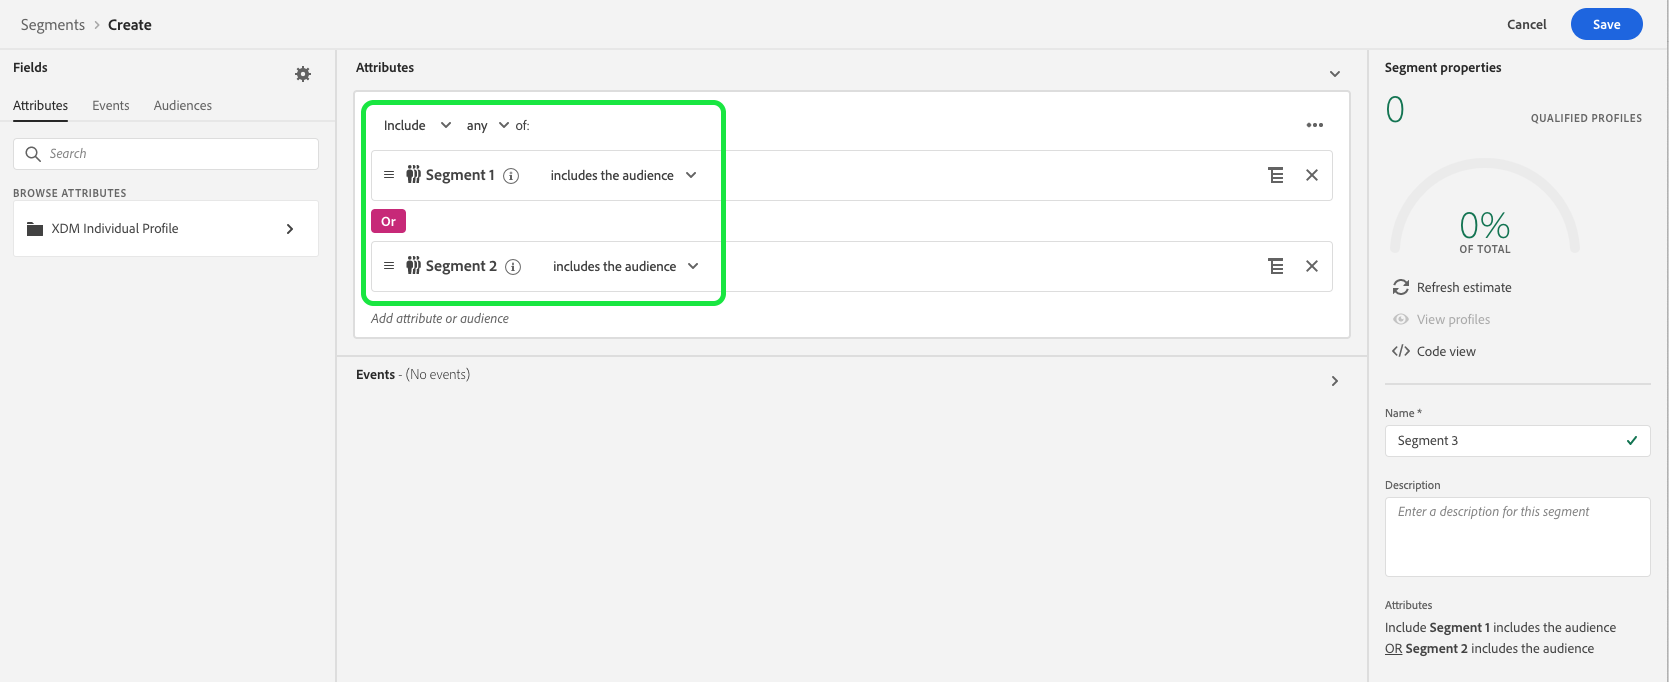 Segments > Create
Cancel
Save
Fields
Attributes
Events
Audiences
Search
BROWSE ATTRIBUTES
XDM Individual Profile
Attributes
Include any of:
Segment 1 includes the audience
Or
Segment 2 includes the audience
Add attribute or audience
Events - (No events)
Segment properties
0
QUALIFIED PROFILES
0%
OF TOTAL
Refresh estimate
View profiles
</> Code view
Name *
Segment 3
Description
Enter a description for this segment
Attributes
Include Segment 1 includes the audience
OR Segment 2 includes the audience